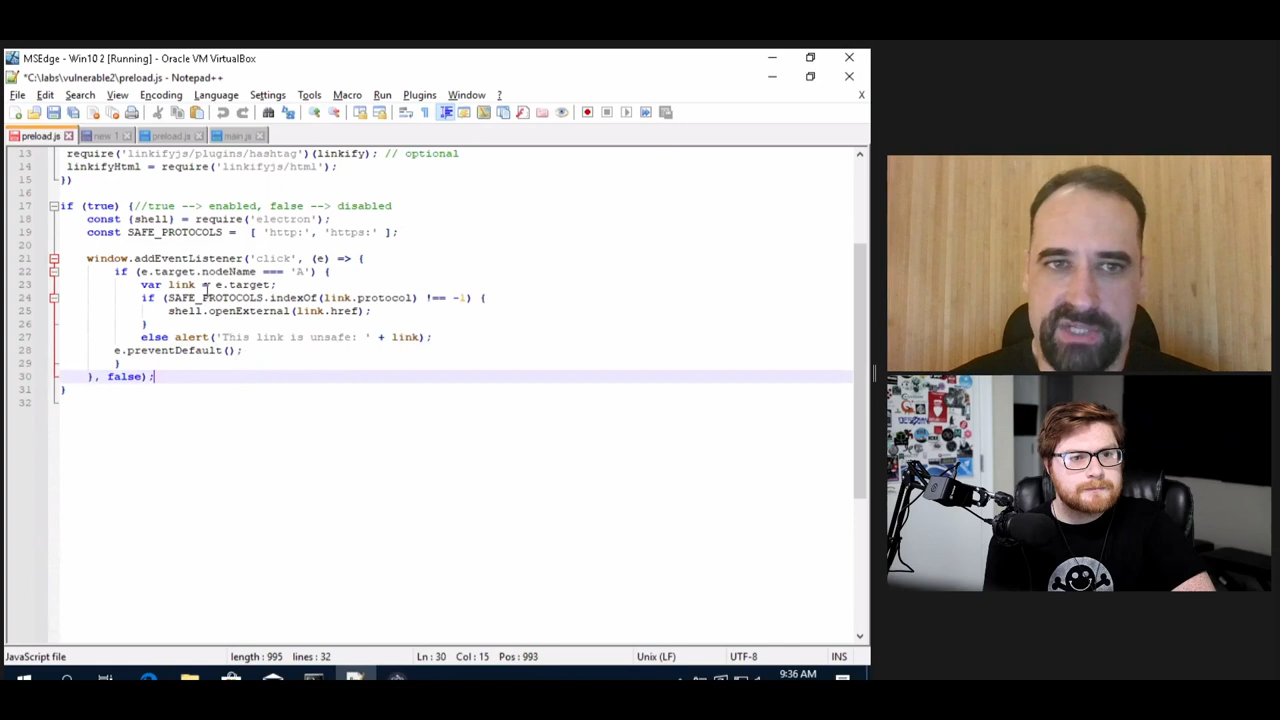 MSEdge - Win10 2 [Running] - Oracle VM VirtualBox
*C:\labs\vulnerable2\preload.js - Notepad++
File Edit Search View Encoding Language Settings Tools Macro Run Plugins Window ? X
preload.js new 1 preload.js main.js
13 require('linkifyjs/plugins/hashtag')(linkify); // optional
14 linkifyHtml = require('linkifyjs/html');
15 })
16
17 if (true) {//true --> enabled, false --> disabled
18 const {shell} = require('electron');
19 const SAFE_PROTOCOLS = [ 'http:', 'https:' ];
20
21 window.addEventListener('click', (e) => {
22 if (e.target.nodeName === 'A') {
23 var link = e.target;
24 if (SAFE_PROTOCOLS.indexOf(link.protocol) !== -1) {
25 shell.openExternal(link.href);
26 }
27 else alert('This link is unsafe: ' + link);
28 e.preventDefault();
29 }
30 }, false);
31 }
32
JavaScript file length : 995 lines : 32 Ln : 30 Col : 15 Pos : 993 Unix (LF) UTF-8 INS
9:36 AM